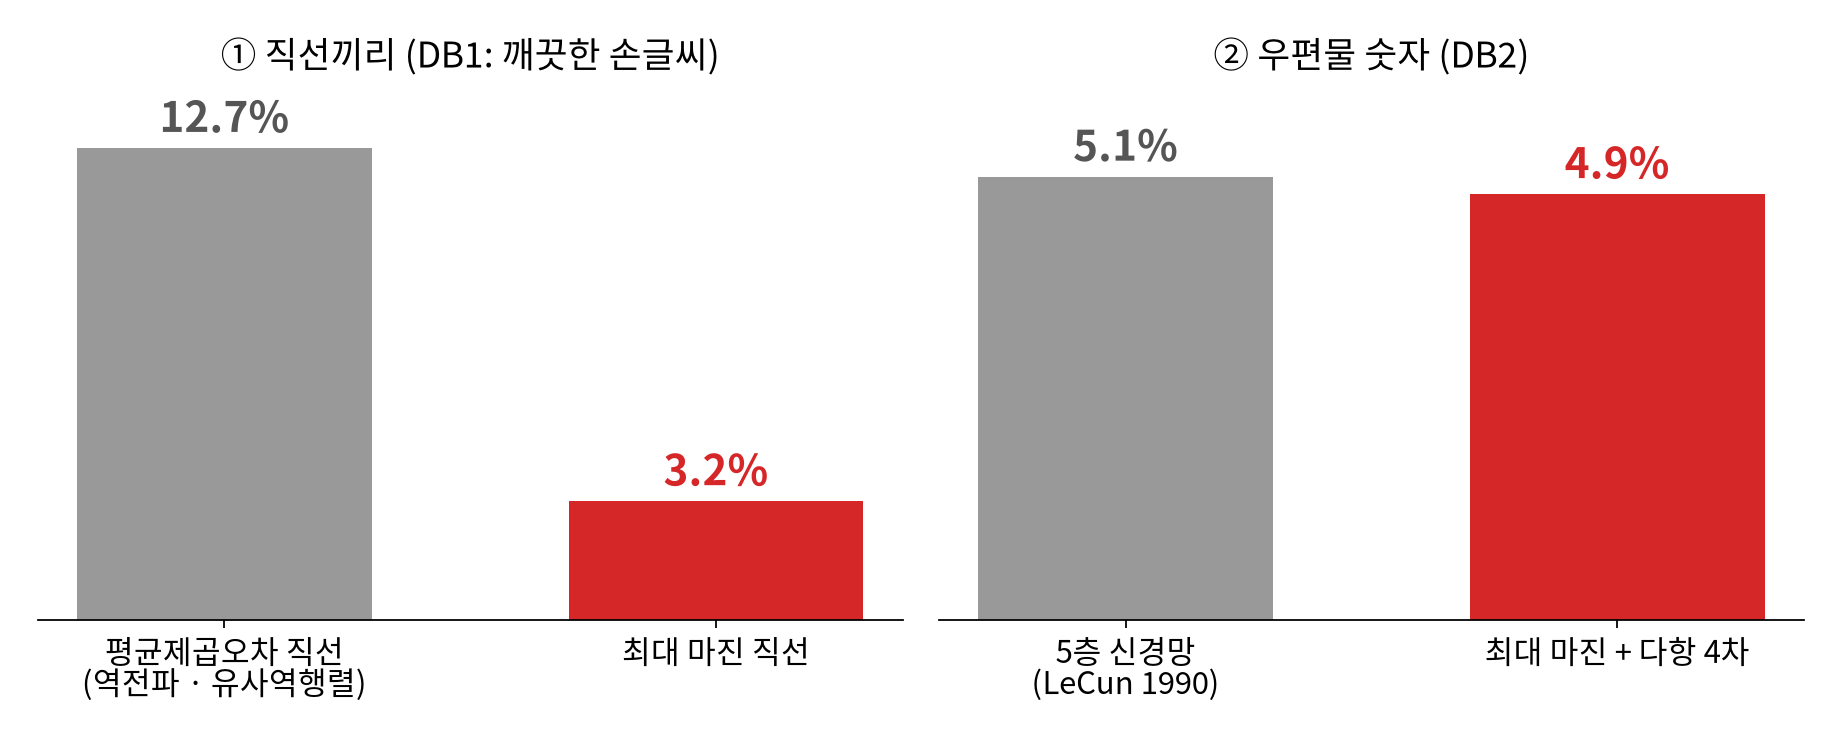 ① 직선끼리 (DB1: 깨끗한 손글씨)
12.7%
3.2%
평균제곱오차 직선
(역전파 · 유사역행렬)
최대 마진 직선
② 우편물 숫자 (DB2)
5.1%
4.9%
5층 신경망
(LeCun 1990)
최대 마진 + 다항 4차